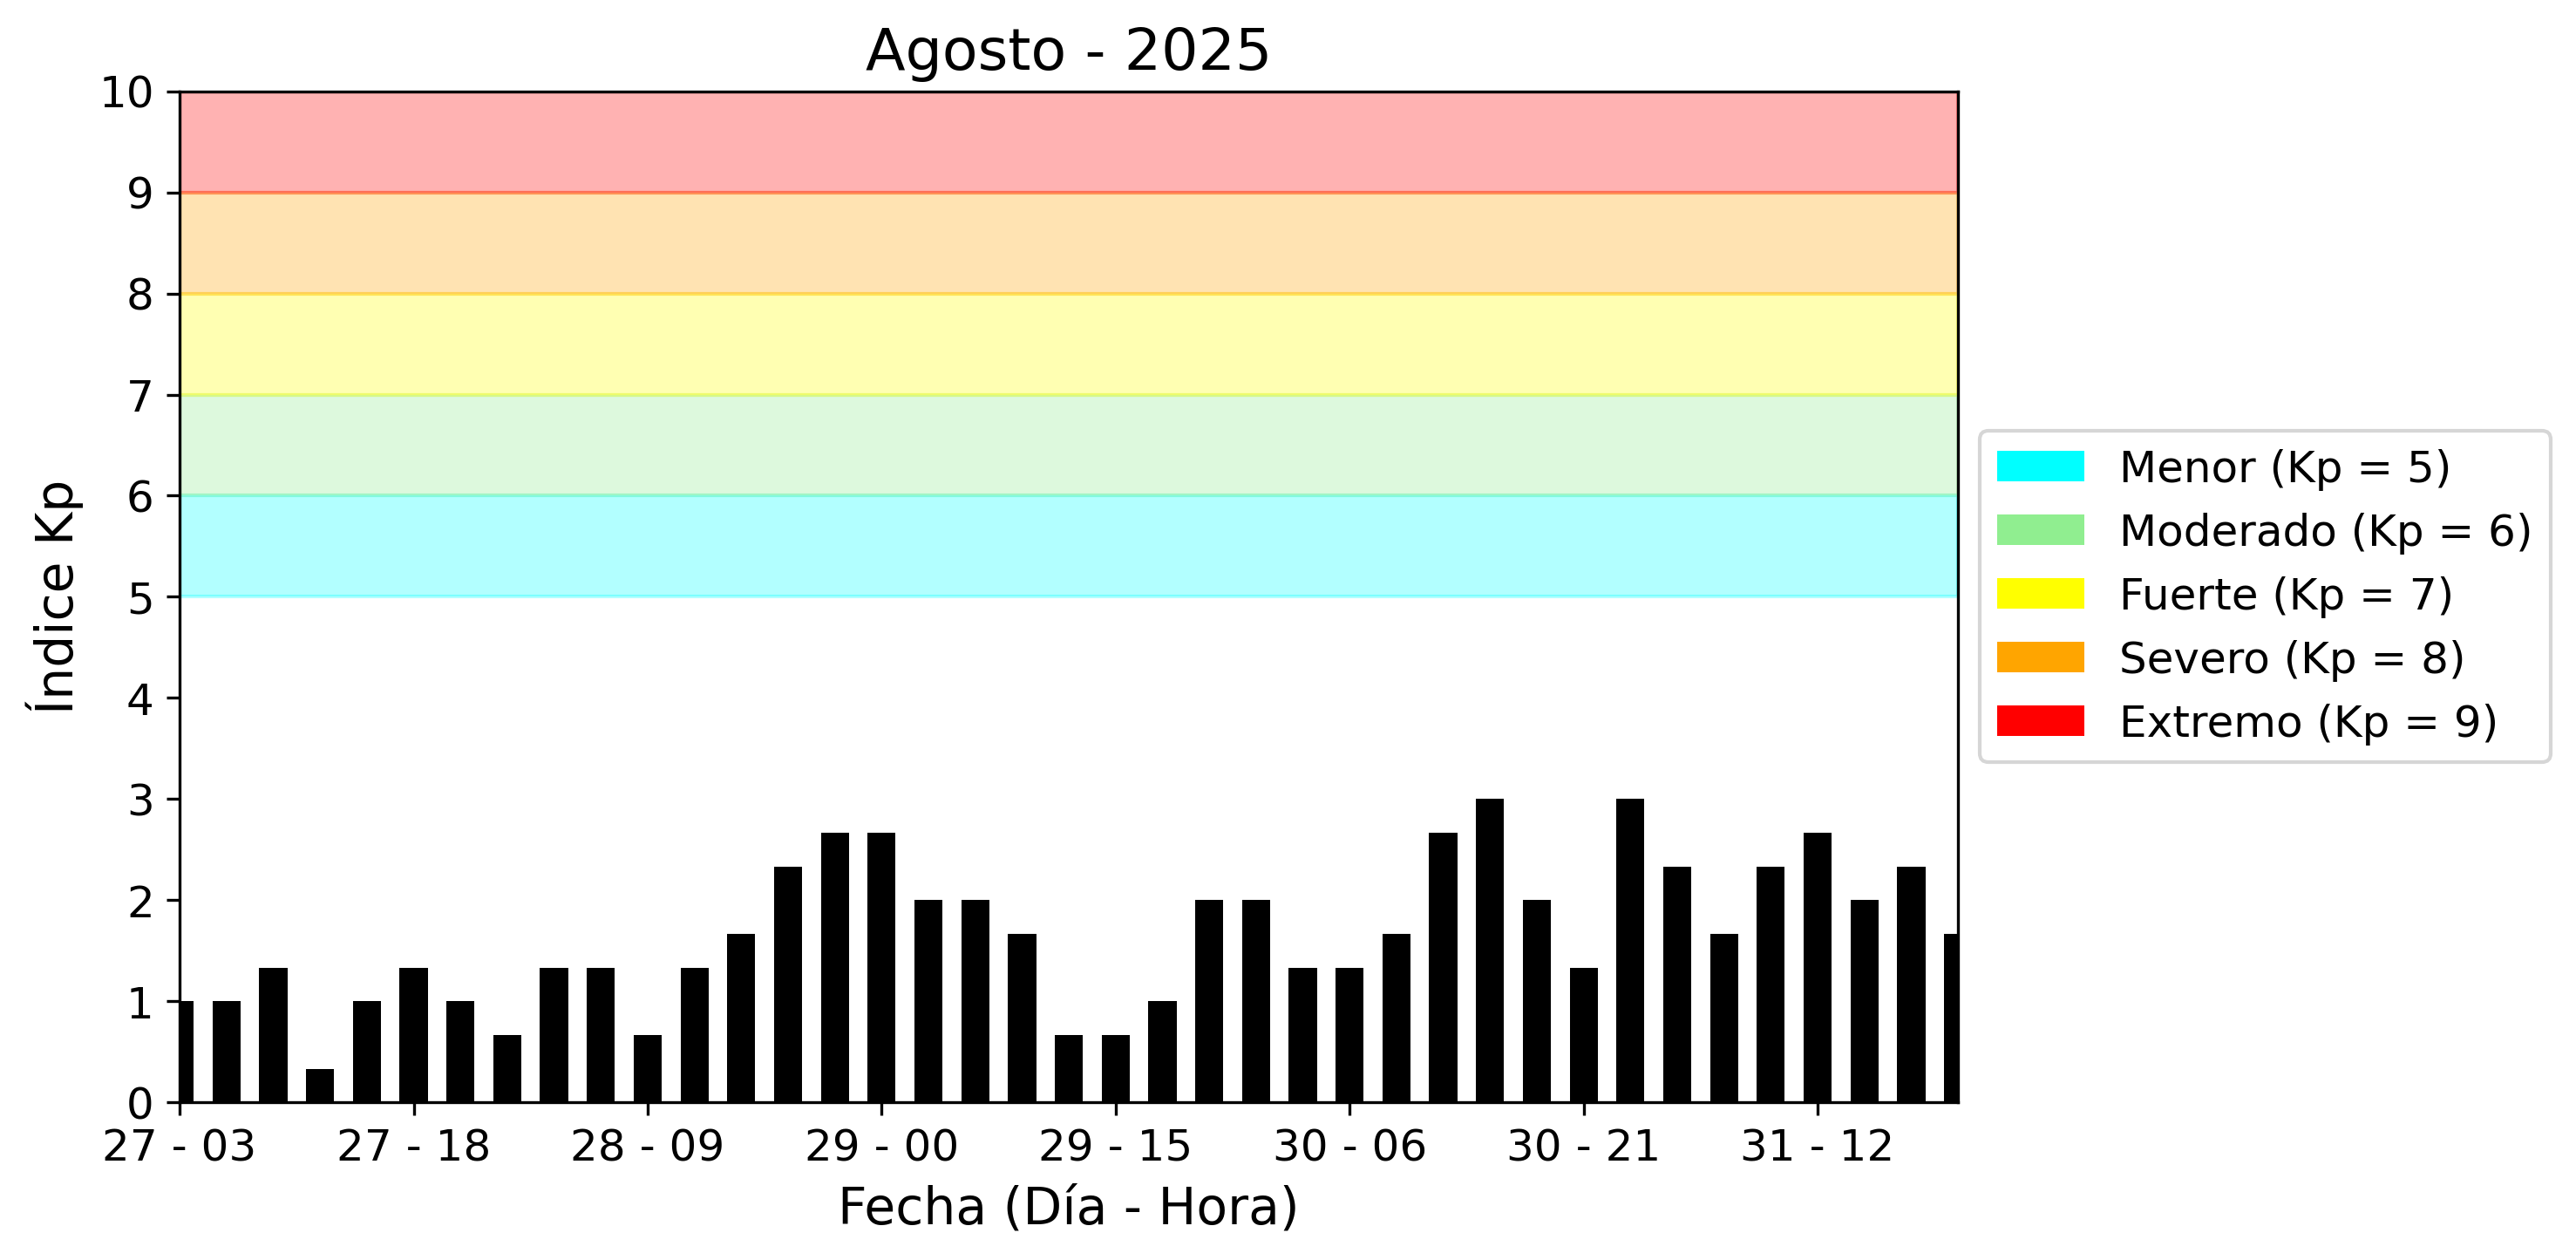 Agosto - 2025
10
9
8
7
6
5
4
3
2
1
0
Índice Kp
27 - 03
27 - 18
28 - 09
29 - 00
29 - 15
30 - 06
30 - 21
31 - 12
Fecha (Día - Hora)
Menor (Kp = 5)
Moderado (Kp = 6)
Fuerte (Kp = 7)
Severo (Kp = 8)
Extremo (Kp = 9)